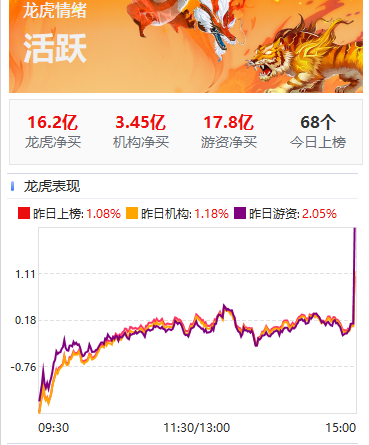 龙虎情绪
活跃
16.2亿 3.45亿 17.8亿 68个
龙虎净买 机构净买 游资净买 今日上榜
龙虎表现
昨日上榜: 1.08% 昨日机构: 1.18% 昨日游资: 2.05%
1.11
0.18
-0.76
09:30 11:30/13:00 15:00